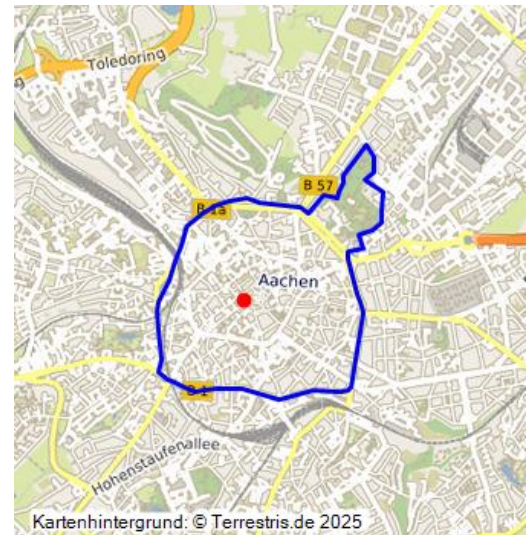 Toledoring
B 57
B 1a
Aachen
B 1
Hohenstaufenallee
Kartenhintergrund: © Terrestris.de 2025